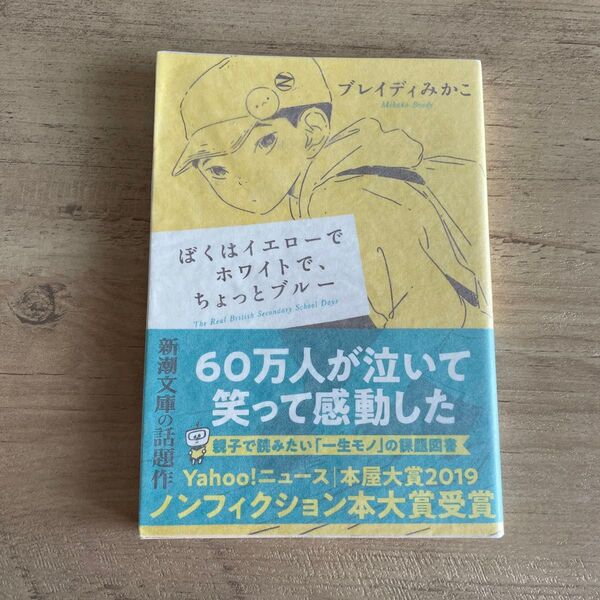 ブレイディみかこ
Mikako Brady
ぼくはイエローで
ホワイトで、
ちょっとブルー
The Real British Secondary School Days
新潮文庫の話題作
60万人が泣いて
笑って感動した
親子で読みたい「一生モノ」の課題図書
Yahoo!ニュース|本屋大賞2019
ノンフィクション本大賞受賞